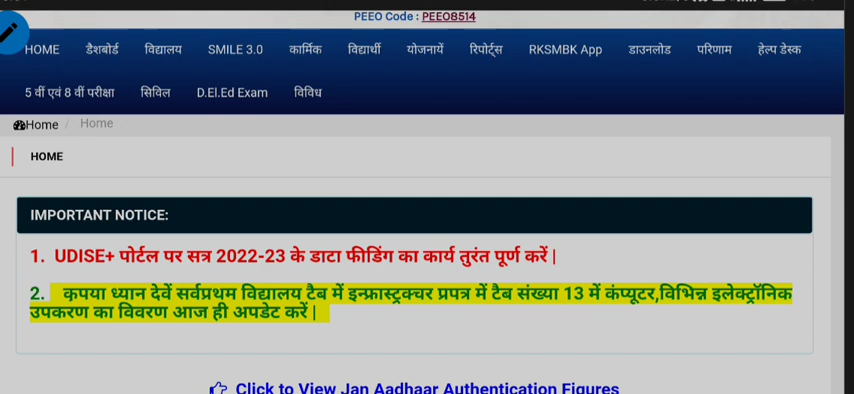 PEEO Code : PEEO8514
HOME डैशबोर्ड विद्यालय SMILE 3.0 कार्मिक विद्यार्थी योजनायें रिपोर्ट्स RKSMBK App डाउनलोड परिणाम हेल्प डेस्क
5 वीं एवं 8 वीं परीक्षा सिविल D.El.Ed Exam विविध
Home / Home
HOME
IMPORTANT NOTICE:
1. UDISE+ पोर्टल पर सत्र 2022-23 के डाटा फीडिंग का कार्य तुरंत पूर्ण करें |
2. कृपया ध्यान देवें सर्वप्रथम विद्यालय टैब में इन्फ्रास्ट्रक्चर प्रपत्र में टैब संख्या 13 में कंप्यूटर,विभिन्न इलेक्ट्रॉनिक
उपकरण का विवरण आज ही अपडेट करें |
Click to View Jan Aadhaar Authentication Figures